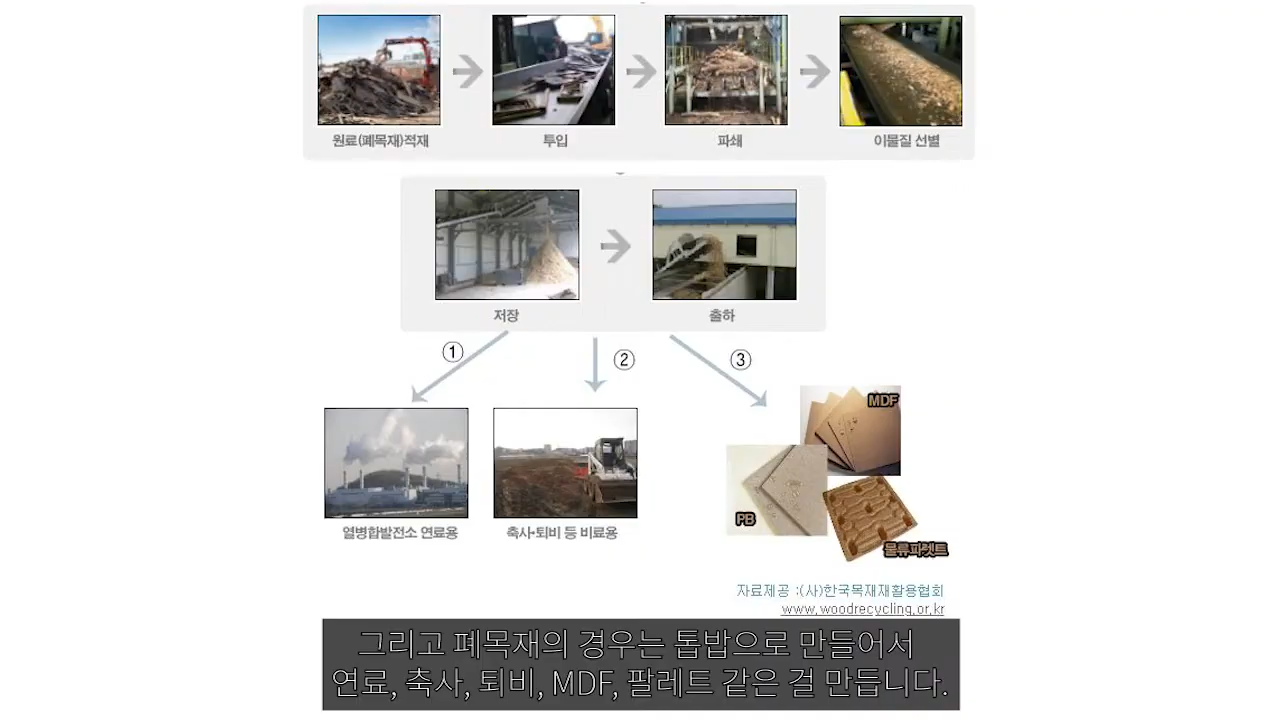 원료(폐목재)적재
투입
파쇄
이물질 선별
저장
출하
①
②
③
MDF
PB
물류파렛트
열병합발전소 연료용
축사·퇴비 등 비료용
자료제공 :(사)한국목재재활용협회
www.woodrecycling.or.kr
그리고 폐목재의 경우는 톱밥으로 만들어서
연료, 축사, 퇴비, MDF, 팔레트 같은 걸 만듭니다.